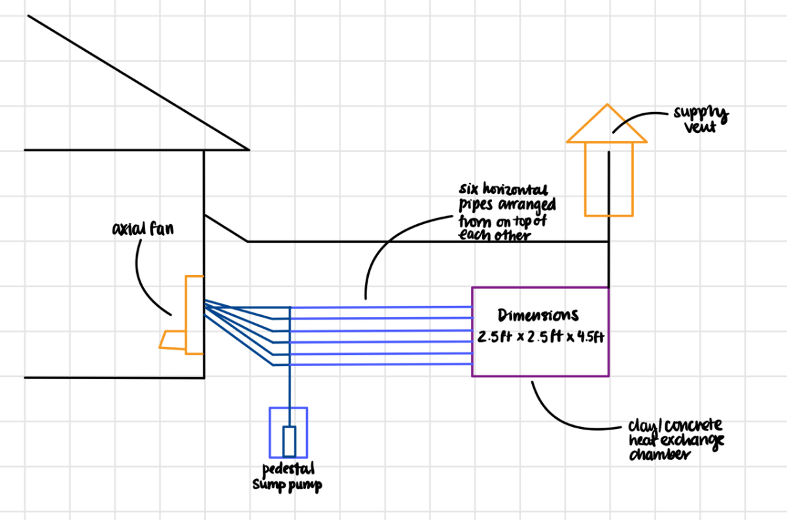 supply
vent
six horizontal
pipes arranged
from on top of
each other
axial fan
Dimensions
2.5ft x 2.5ft x 4.5ft
clay/concrete
heat exchange
chamber
pedestal
sump pump